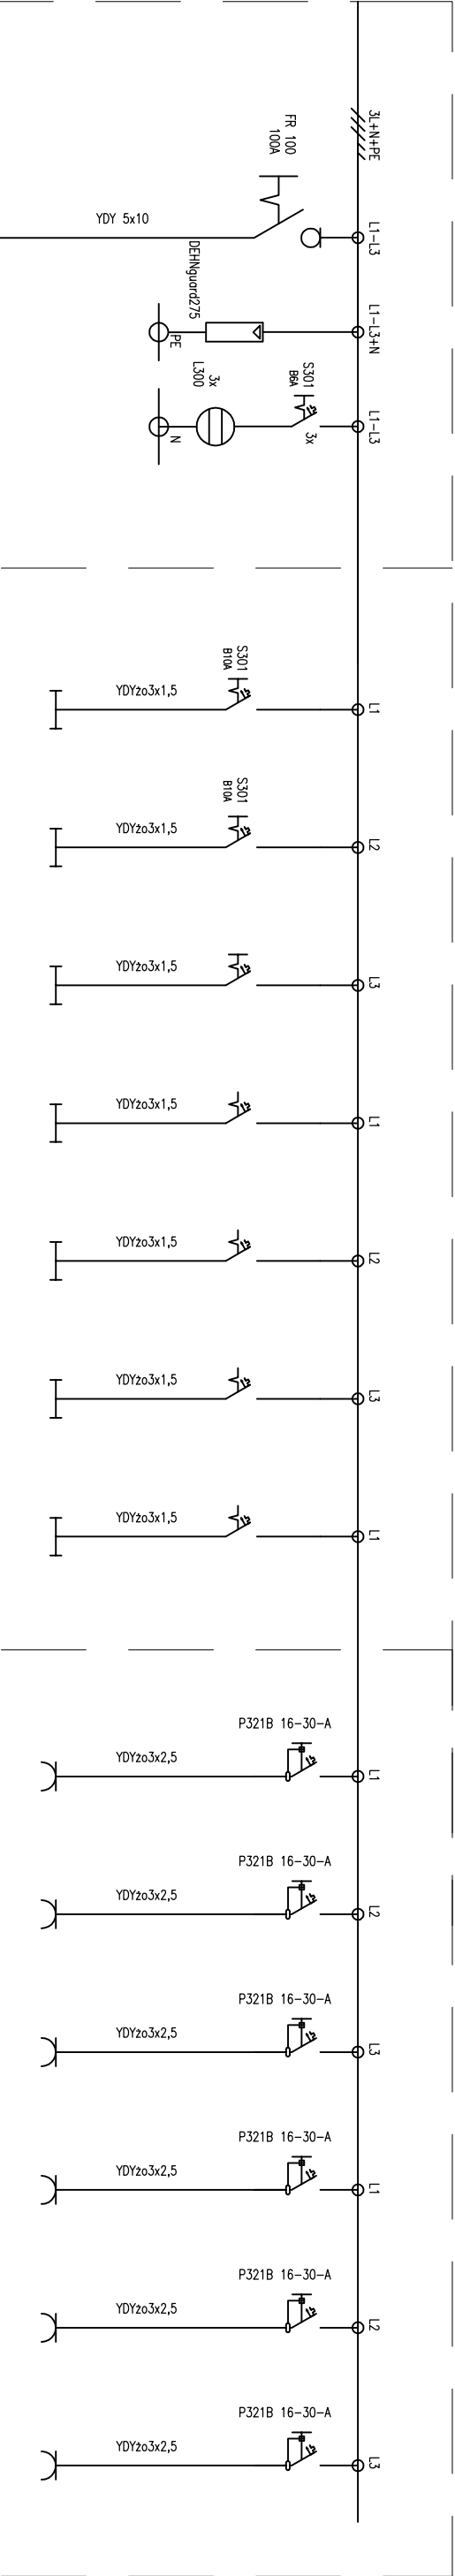 3L+N+PE
L1-L3
FR 100
100A
YDY 5x10
L1-L3+N
DEHNguard275
PE
L1-L3
S301
B6A
3x
3x
L300
N
L1
S301
B10A
YDYżo3x1,5
L2
S301
B10A
YDYżo3x1,5
L3
YDYżo3x1,5
L1
YDYżo3x1,5
L2
YDYżo3x1,5
L3
YDYżo3x1,5
L1
YDYżo3x1,5
L1
P321B 16-30-A
YDYżo3x2,5
L2
P321B 16-30-A
YDYżo3x2,5
L3
P321B 16-30-A
YDYżo3x2,5
L1
P321B 16-30-A
YDYżo3x2,5
L2
P321B 16-30-A
YDYżo3x2,5
L3
P321B 16-30-A
YDYżo3x2,5